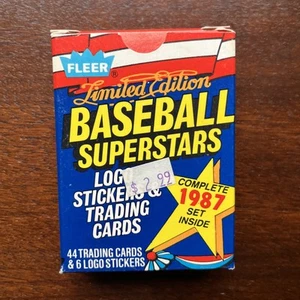 FLEER®
Limited Edition
BASEBALL
SUPERSTARS
LOGO
STICKERS &
TRADING
CARDS
$2.99
COMPLETE
1987
SET
INSIDE
44 TRADING CARDS
& 6 LOGO STICKERS